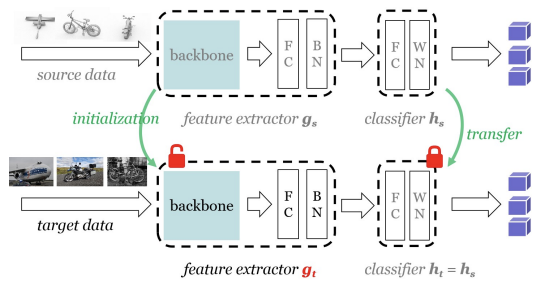 backbone
F C
B N
F C
W N
source data
initialization
feature extractor gₛ
classifier hₛ
transfer
backbone
F C
B N
F C
W N
target data
feature extractor gₜ
classifier hₜ = hₛ